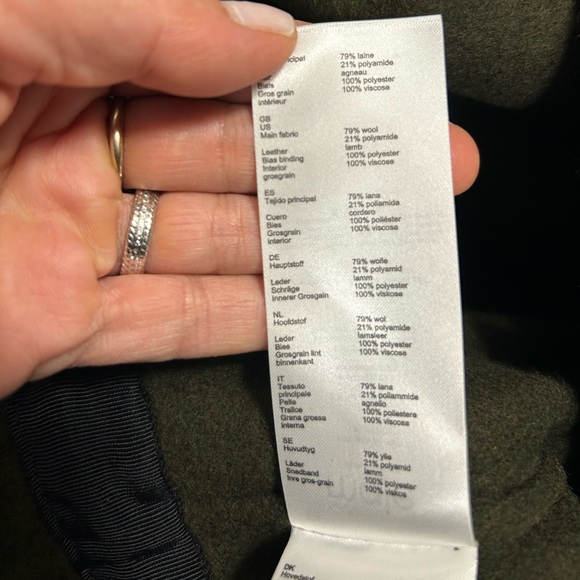 79% laine
21% polyamide
agneau
Biais 100% polyester
Gros grain 100% viscose
intérieur
GB
US
Main fabric 79% wool
21% polyamide
Leather lamb
Bias binding 100% polyester
Interior 100% viscose
grosgrain
ES
Tejido principal 79% lana
21% poliamida
Cuero cordero
Bies 100% poliéster
Grosgrain 100% viscosa
interior
DE
Hauptstoff 79% wolle
21% polyamid
Leder lamm
Schräge 100% polyester
Innerer Grosgain 100% viskose
NL
Hoofdstof 79% wol
21% polyamide
Leder lamsleer
Bies 100% polyester
Grosgrain lint 100% viscose
binnenkant
IT
Tessuto 79% lana
principale 21% poliammide
Pelle agnello
Tralice 100% poliestere
Grana grossa 100% viscosa
interna
SE
Huvudtyg 79% ylle
21% polyamid
Läder lamm
Snedband 100% polyester
Inre gros-grain 100% viskos
DK
Hovedstof